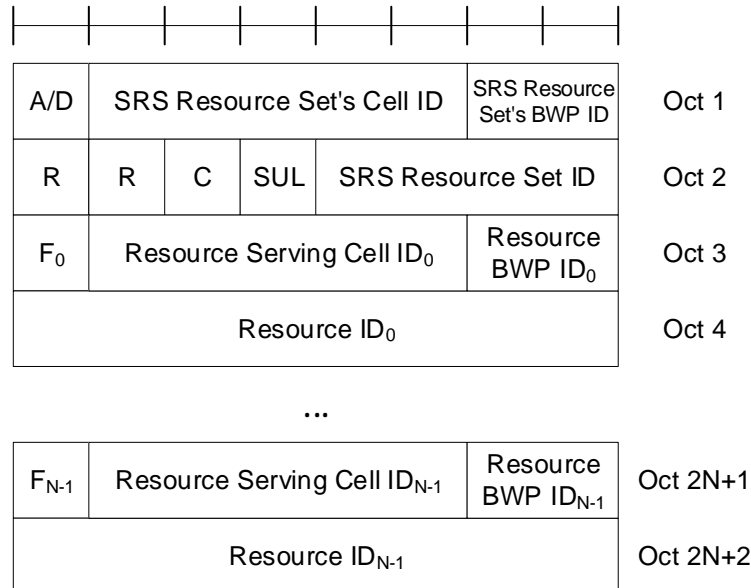 A/D SRS Resource Set's Cell ID SRS Resource Set's BWP ID Oct 1
R R C SUL SRS Resource Set ID Oct 2
F0 Resource Serving Cell ID0 Resource BWP ID0 Oct 3
Resource ID0 Oct 4
...
FN-1 Resource Serving Cell IDN-1 Resource BWP IDN-1 Oct 2N+1
Resource IDN-1 Oct 2N+2